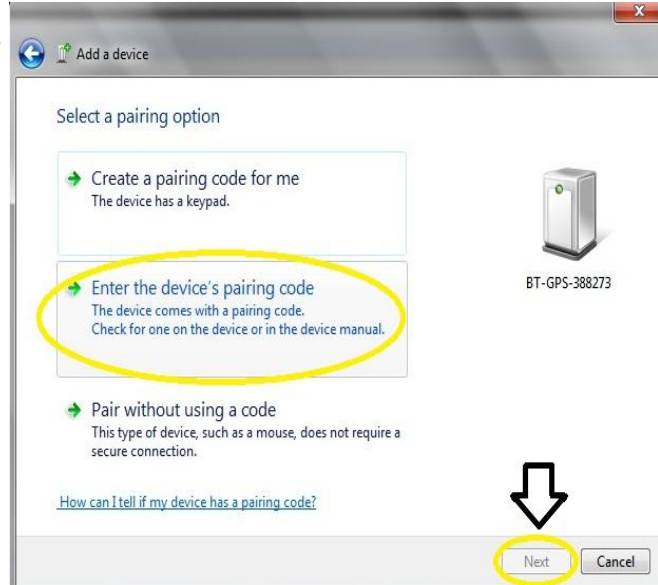 X
Add a device
Select a pairing option
Create a pairing code for me
The device has a keypad.
Enter the device's pairing code
The device comes with a pairing code.
Check for one on the device or in the device manual.
BT-GPS-388273
Pair without using a code
This type of device, such as a mouse, does not require a
secure connection.
How can I tell if my device has a pairing code?
Next Cancel